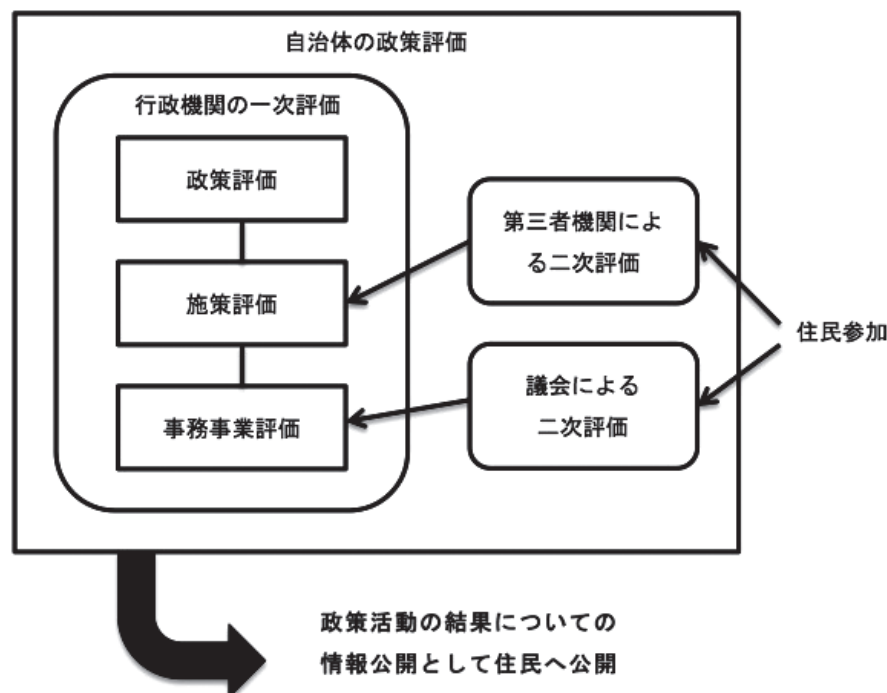 自治体の政策評価
行政機関の一次評価
政策評価
施策評価
事務事業評価
第三者機関によ
る二次評価
議会による
二次評価
住民参加
政策活動の結果についての
情報公開として住民へ公開